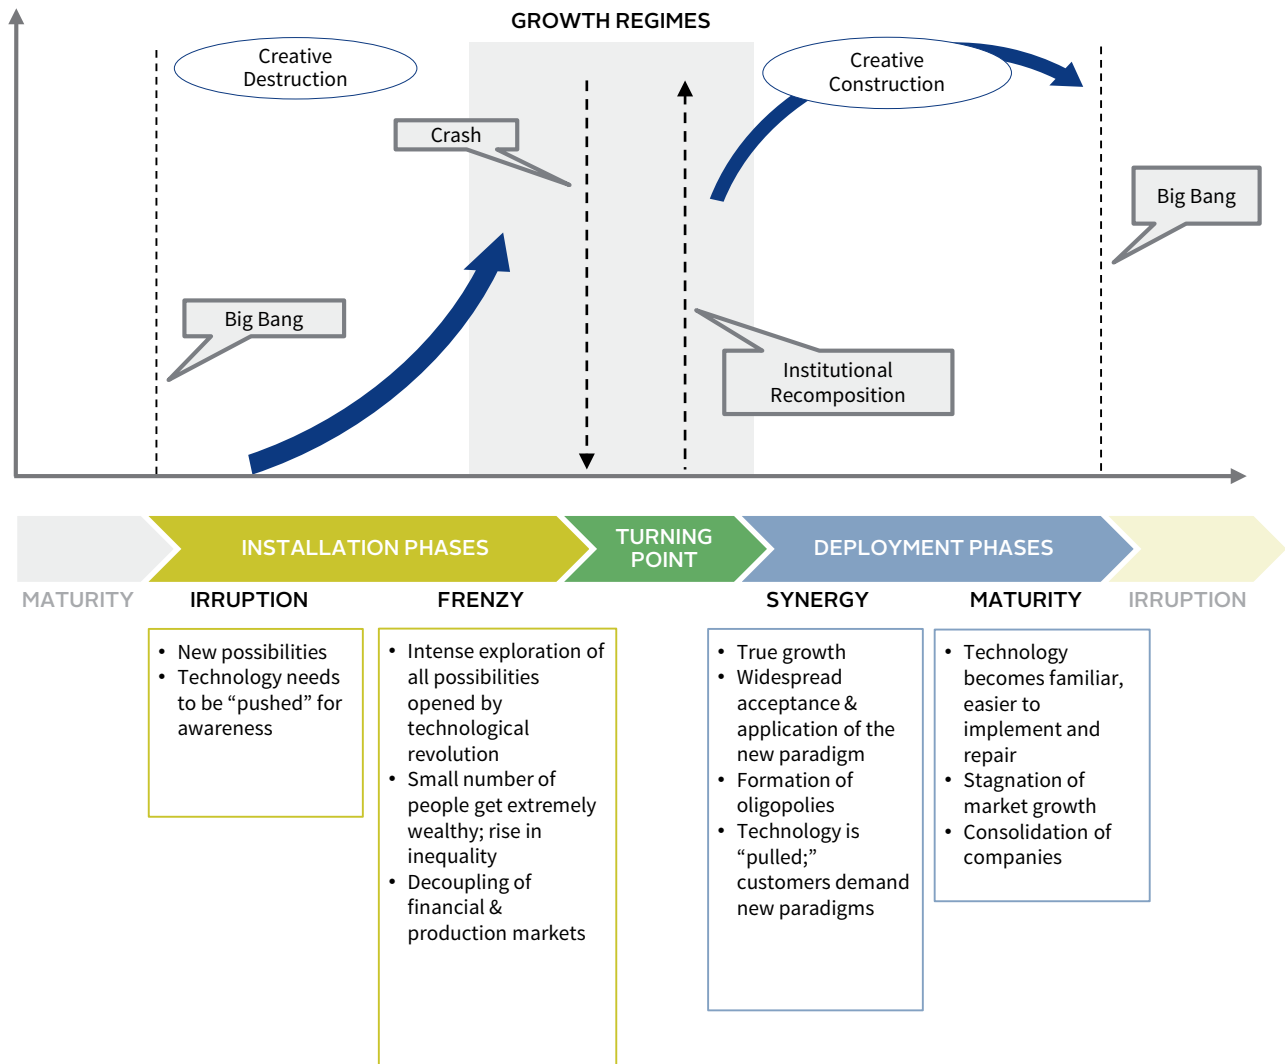 GROWTH REGIMES
Creative
Destruction
Creative
Construction
Crash
Big Bang
Big Bang
Institutional
Recomposition
INSTALLATION PHASES
TURNING
POINT
DEPLOYMENT PHASES
MATURITY
IRRUPTION
FRENZY
SYNERGY
MATURITY
IRRUPTION
• New possibilities
• Technology needs
to be “pushed” for
awareness
• Intense exploration of
all possibilities
opened by
technological
revolution
• Small number of
people get extremely
wealthy; rise in
inequality
• Decoupling of
financial &
production markets
• True growth
• Widespread
acceptance &
application of the
new paradigm
• Formation of
oligopolies
• Technology is
“pulled;”
customers demand
new paradigms
• Technology
becomes familiar,
easier to
implement and
repair
• Stagnation of
market growth
• Consolidation of
companies